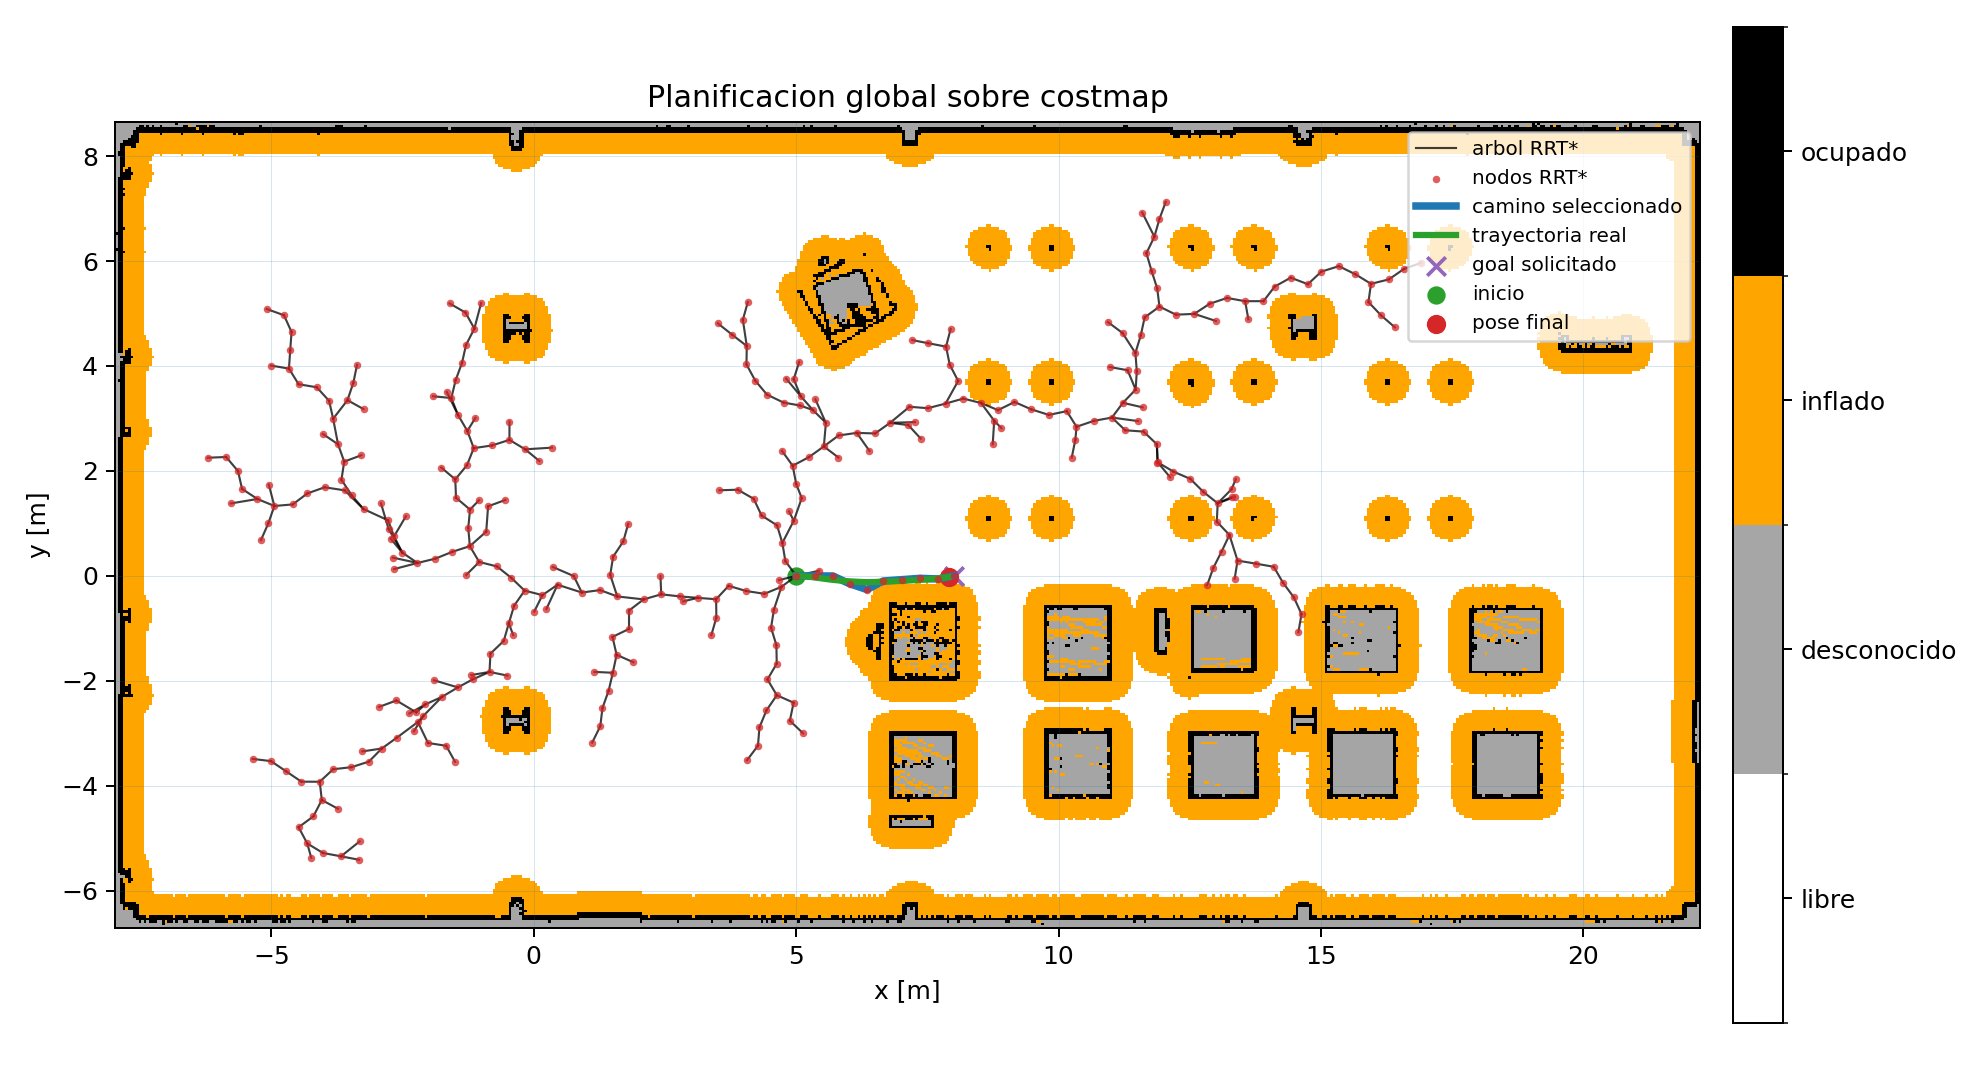 Planificacion global sobre costmap
arbol RRT*
nodos RRT*
camino seleccionado
trayectoria real
goal solicitado
inicio
pose final
8
6
4
2
0
−2
−4
−6
y [m]
−5
0
5
10
15
20
x [m]
ocupado
inflado
desconocido
libre